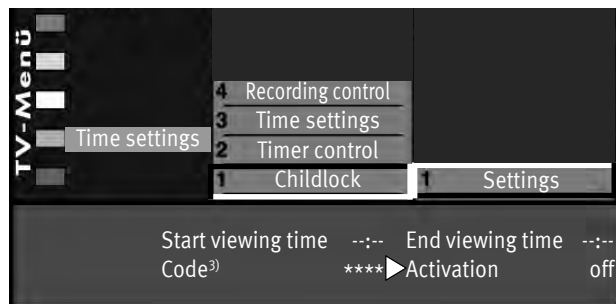 TV-Menü
Time settings
4 Recording control
3 Time settings
2 Timer control
1 Childlock
1 Settings
Start viewing time --:-- End viewing time --:--
Code3) **** Activation off